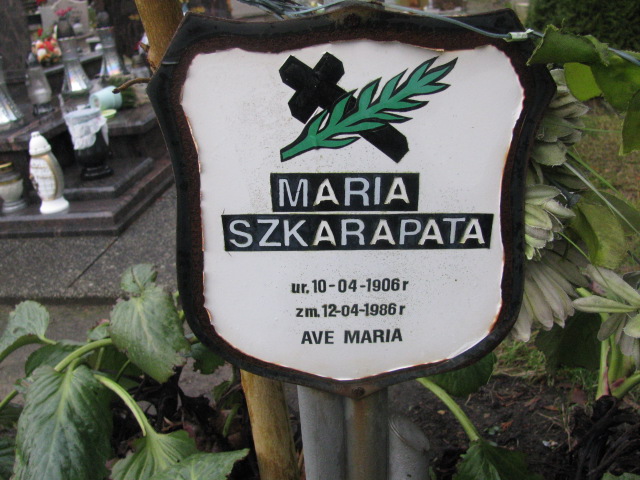 MARIA
SZKARAPATA
ur. 10-04-1906 r
zm. 12-04-1986 r
AVE MARIA